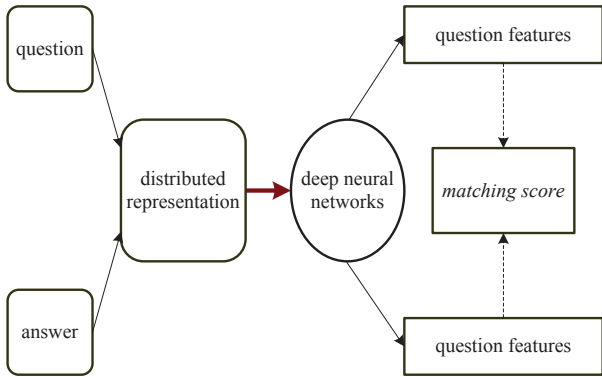 question
question features
distributed
representation
deep neural
networks
matching score
answer
question features